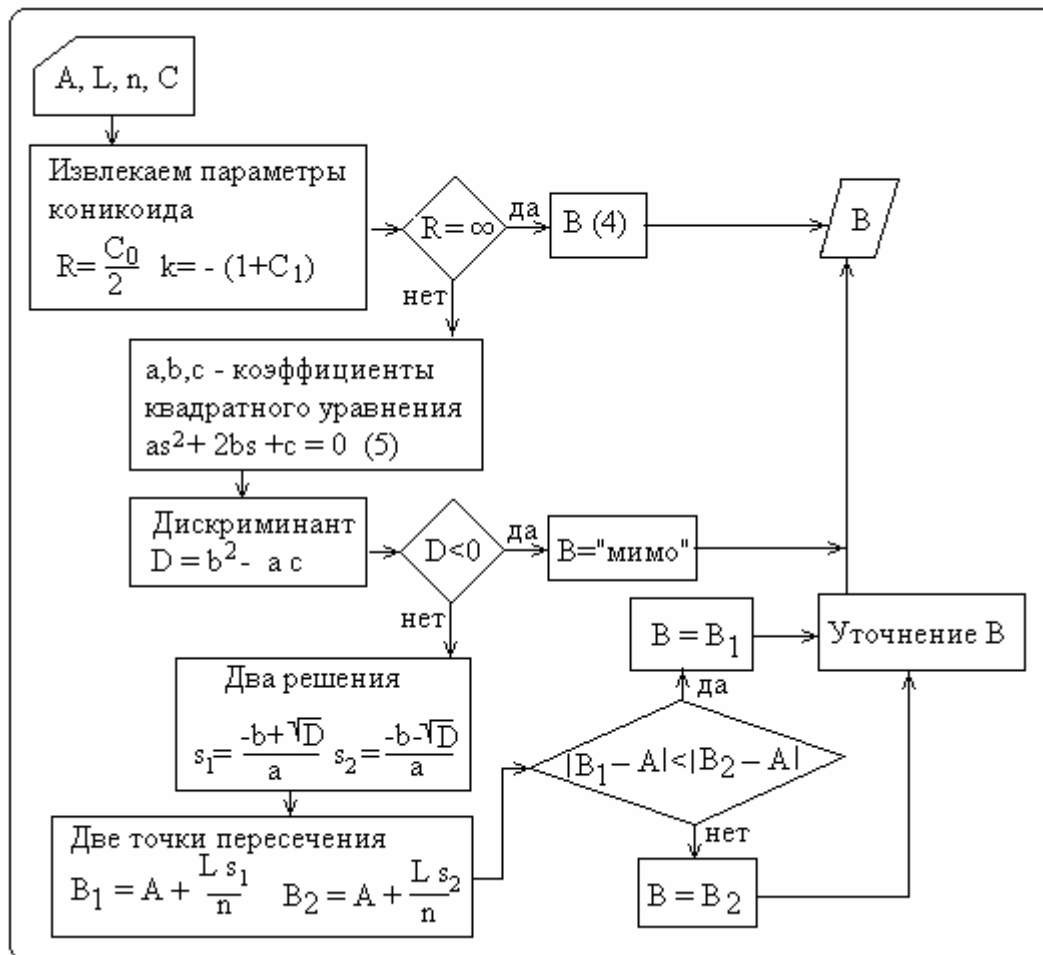 A, L, n, C
Извлекаем параметры
коникоида
R= C₀/2  k= - (1+C₁)
R= ∞
да
B (4)
B
нет
a,b,c - коэффициенты
квадратного уравнения
as²+ 2bs +c = 0 (5)
Дискриминант
D = b² - a c
D<0
да
B="мимо"
нет
B = B₁
Уточнение B
Два решения
s₁= (-b+√D)/a  s₂= (-b-√D)/a
да
|B₁ – A|<|B₂ – A|
Две точки пересечения
B₁ = A + L s₁/n  B₂ = A + L s₂/n
нет
B = B₂